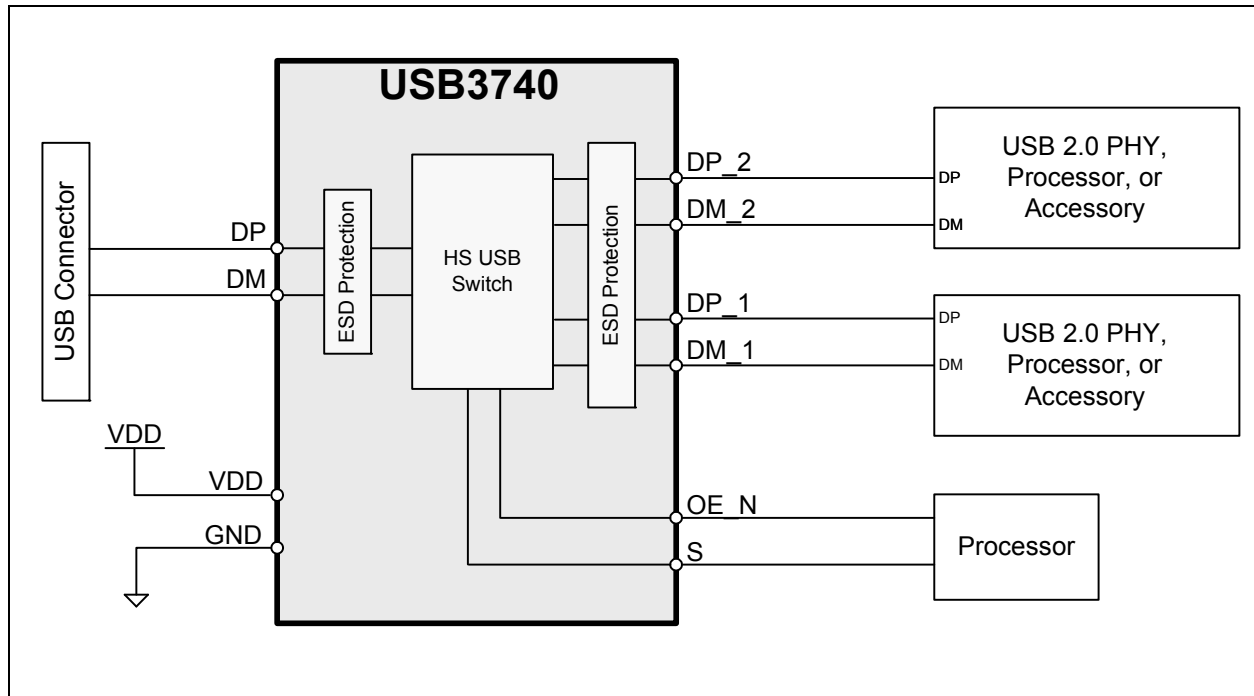 USB3740
USB Connector
DP
DM
ESD Protection
HS USB
Switch
ESD Protection
DP_2
DM_2
DP_1
DM_1
DP
DM
USB 2.0 PHY,
Processor, or
Accessory
DP
DM
USB 2.0 PHY,
Processor, or
Accessory
VDD
VDD
GND
OE_N
S
Processor